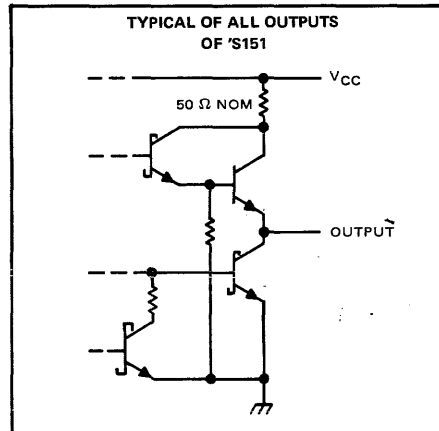 TYPICAL OF ALL OUTPUTS
OF 'S151
VCC
50 Ω NOM
OUTPUT